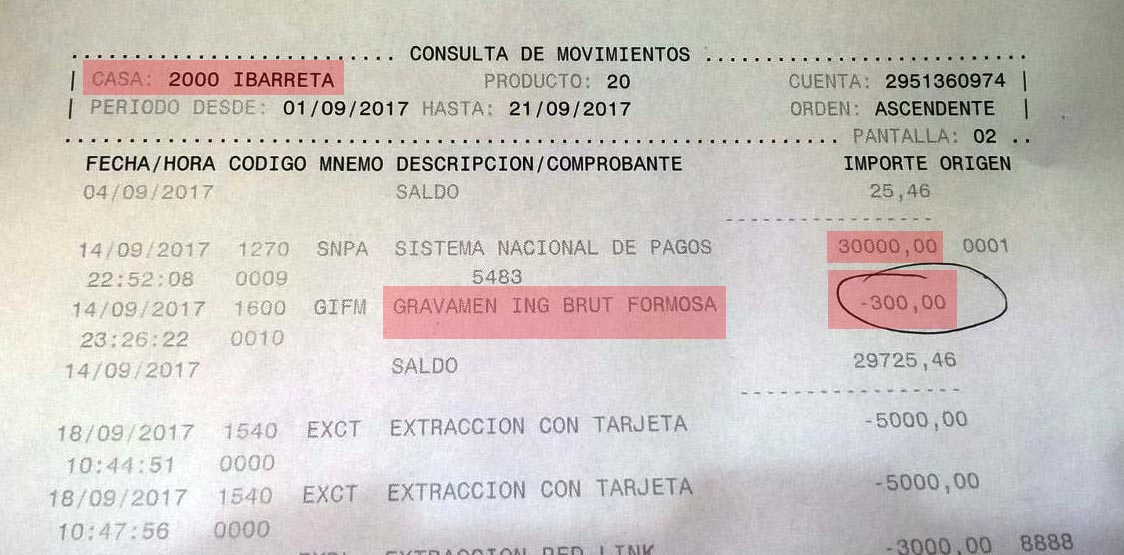 CONSULTA DE MOVIMIENTOS
CASA: 2000 IBARRETA PRODUCTO: 20 CUENTA: 2951360974
PERIODO DESDE: 01/09/2017 HASTA: 21/09/2017 ORDEN: ASCENDENTE
PANTALLA: 02
FECHA/HORA CODIGO MNEMO DESCRIPCION/COMPROBANTE IMPORTE ORIGEN
04/09/2017 SALDO 25,46
14/09/2017 1270 SNPA SISTEMA NACIONAL DE PAGOS 30000,00 0001
22:52:08 0009 5483
14/09/2017 1600 GIFM GRAVAMEN ING BRUT FORMOSA -300,00
23:26:22 0010
14/09/2017 SALDO 29725,46
18/09/2017 1540 EXCT EXTRACCION CON TARJETA -5000,00
10:44:51 0000
18/09/2017 1540 EXCT EXTRACCION CON TARJETA -5000,00
10:47:56 0000
EXTRACCION RED LINK -3000,00 8888